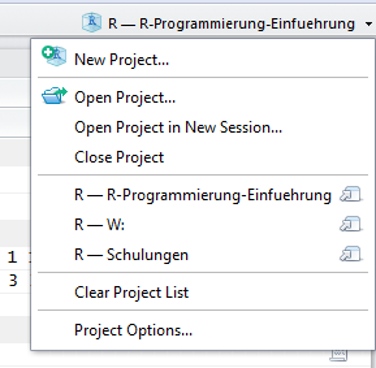 R — R-Programmierung-Einfuehrung
New Project...
Open Project...
Open Project in New Session...
Close Project
R — R-Programmierung-Einfuehrung
R — W:
R — Schulungen
1
3
Clear Project List
Project Options...